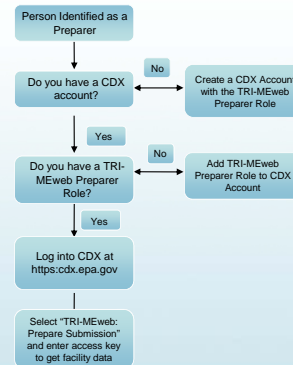 Person Identified as a
Preparer
No
Do you have a CDX
account?
Create a CDX Account
with the TRI-MEweb
Preparer Role
Yes
No
Do you have a TRI-
MEweb Preparer
Role?
Add TRI-MEweb
Preparer Role to CDX
Account
Yes
Log into CDX at
https:cdx.epa.gov
Select “TRI-MEweb:
Prepare Submission”
and enter access key
to get facility data